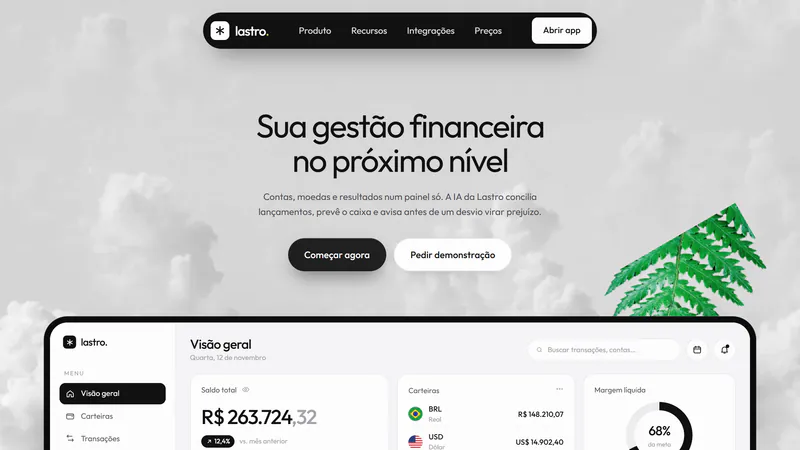 lastro.
Produto
Recursos
Integrações
Preços
Abrir app
Sua gestão financeira
no próximo nível
Contas, moedas e resultados num painel só. A IA da Lastro concilia
lançamentos, prevê o caixa e avisa antes de um desvio virar prejuízo.
Começar agora
Pedir demonstração
lastro.
MENU
Visão geral
Carteiras
Transações
Visão geral
Quarta, 12 de novembro
Buscar transações, contas...
Saldo total
R$ 263.724,32
12,4%
vs. mês anterior
Carteiras
BRL
Real
R$ 148.210,07
USD
Dólar
US$ 14.902,40
Margem líquida
68%
da meta